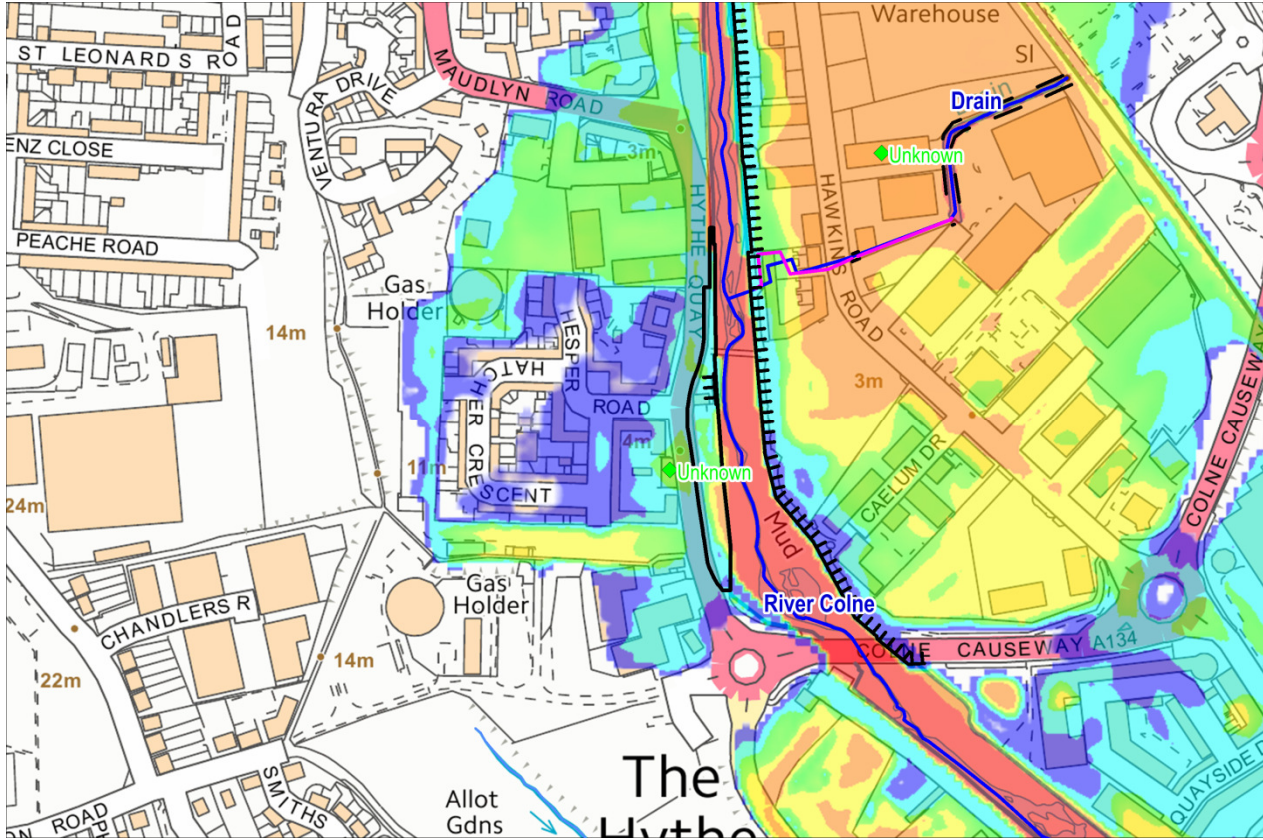 Warehouse
ST LEONARD S ROAD
VENTURA DRIVE
MAUDLYN ROAD
Sl
Drain
ENZ CLOSE
3m
Unknown
HYTHE QUAY
HAWKINS ROAD
PEACHE ROAD
Gas
Holder
14m
HESPER
ROAD
HATCHER CRESCENT
3m
4m
11m
Unknown
CAELUM DR
COLNE CAUSEWAY
24m
Mud
Gas
Holder
River Colne
CHANDLERS R
COLNE CAUSEWAY A134
14m
22m
The
Hythe
Allot
Gdns
SMITHS
ON ROAD
QUAYSIDE D